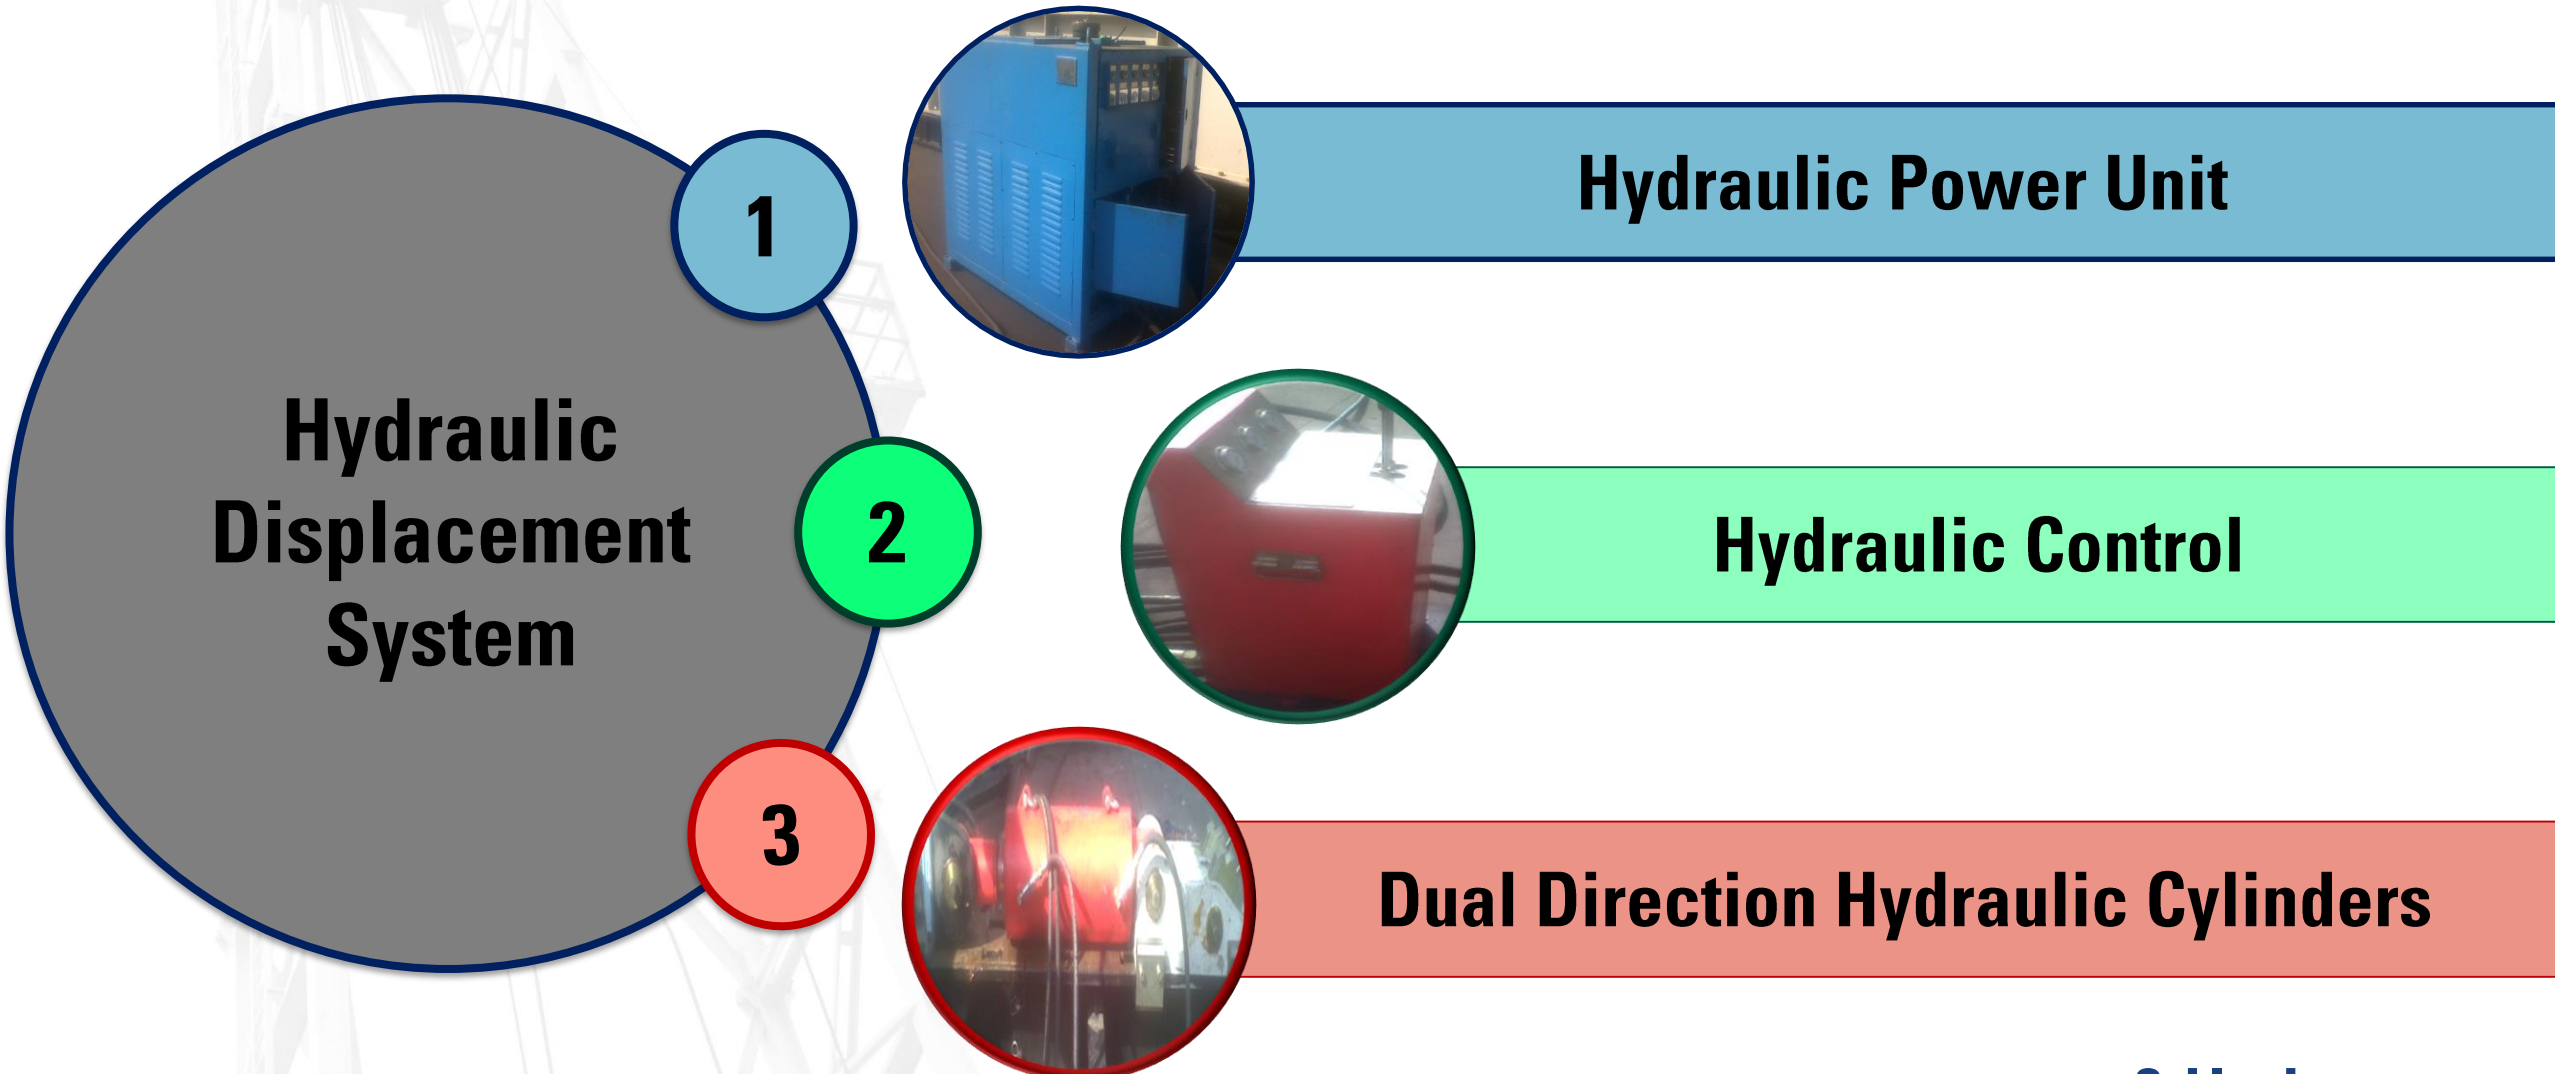 Hydraulic
Displacement
System
1
Hydraulic Power Unit
2
Hydraulic Control
3
Dual Direction Hydraulic Cylinders